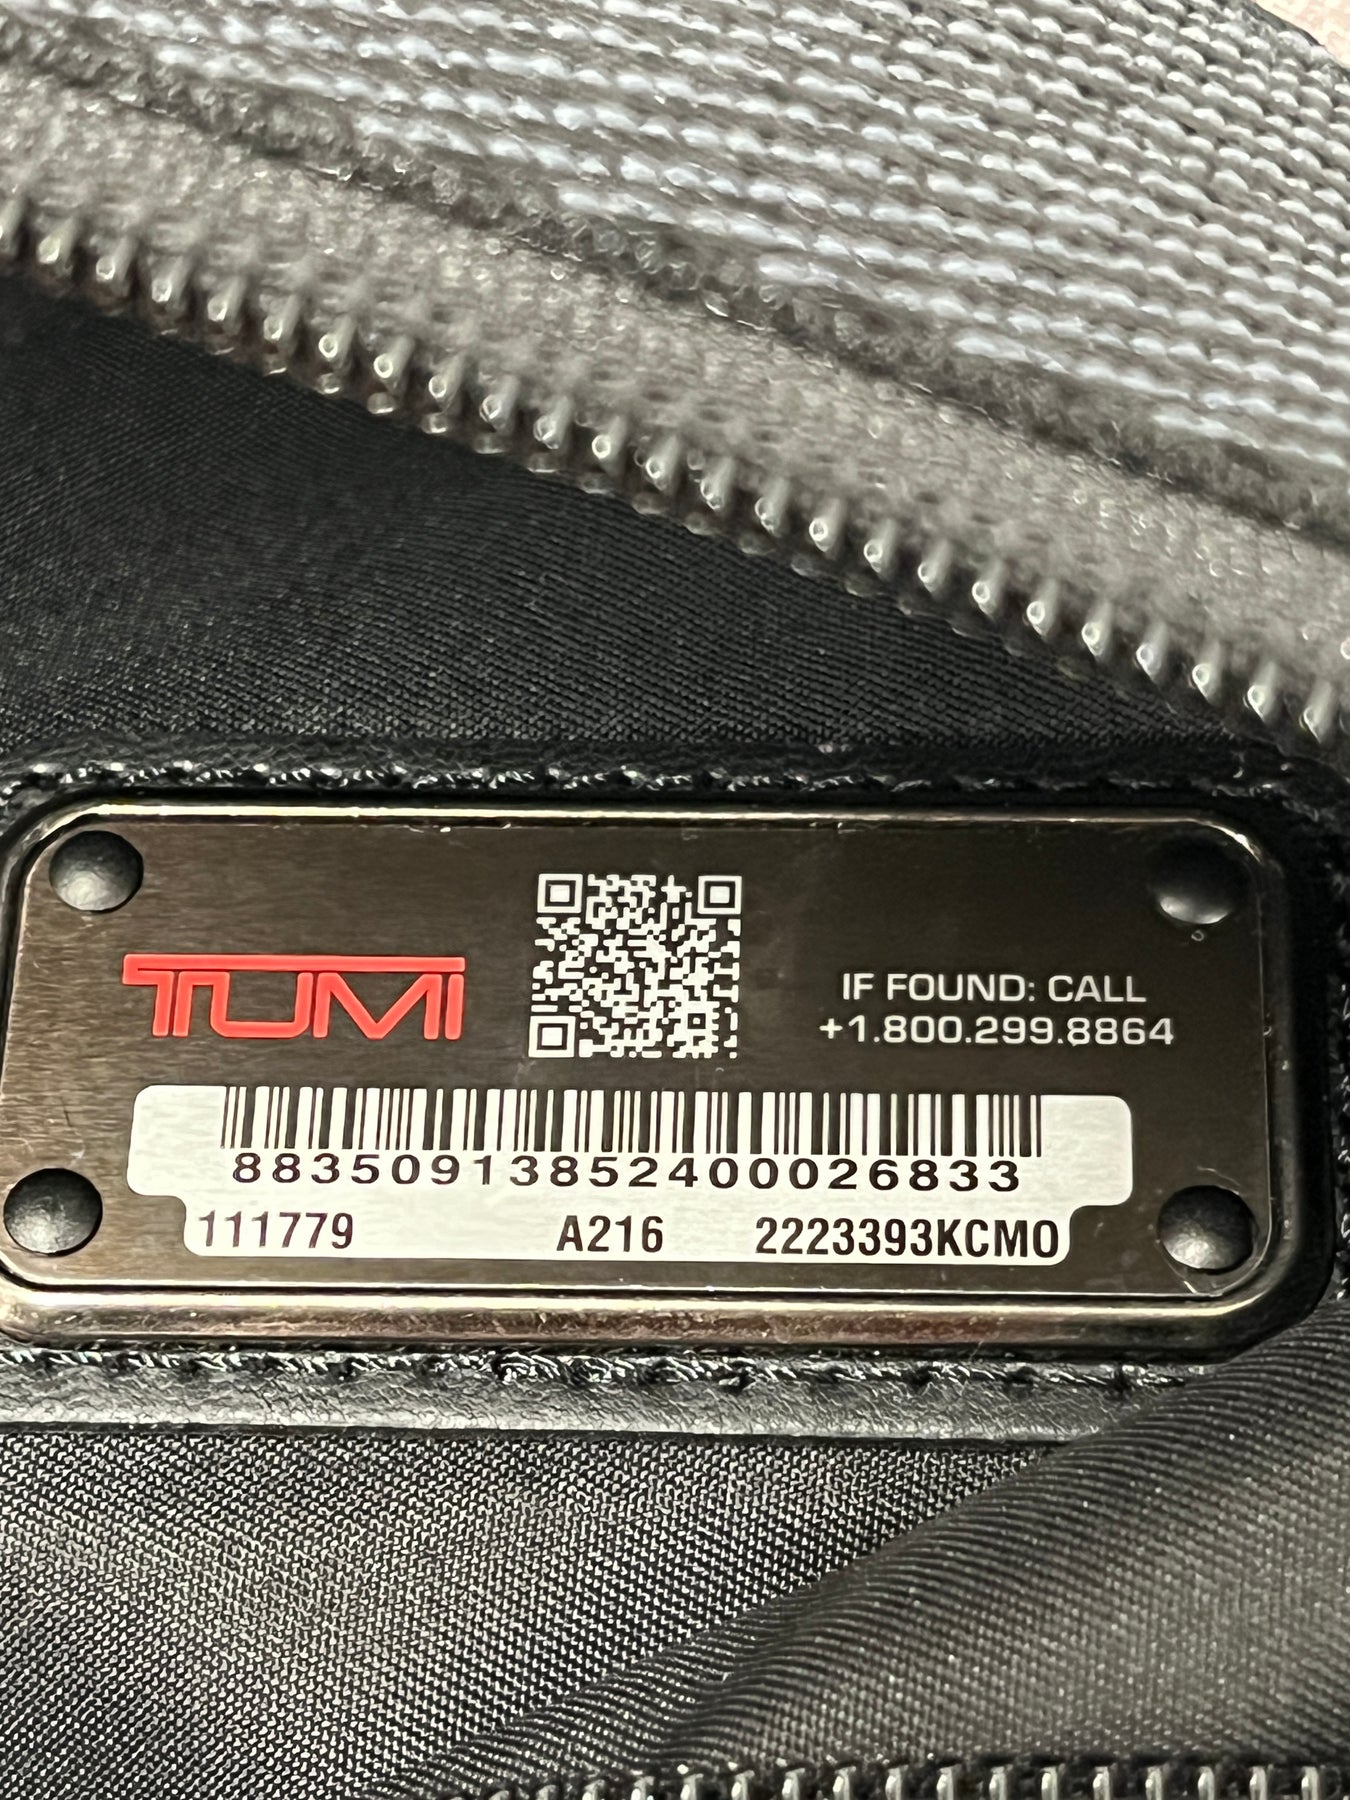 TUMI
IF FOUND: CALL
+1.800.299.8864
88350913852400026833
111779 A216 2223393KCMO